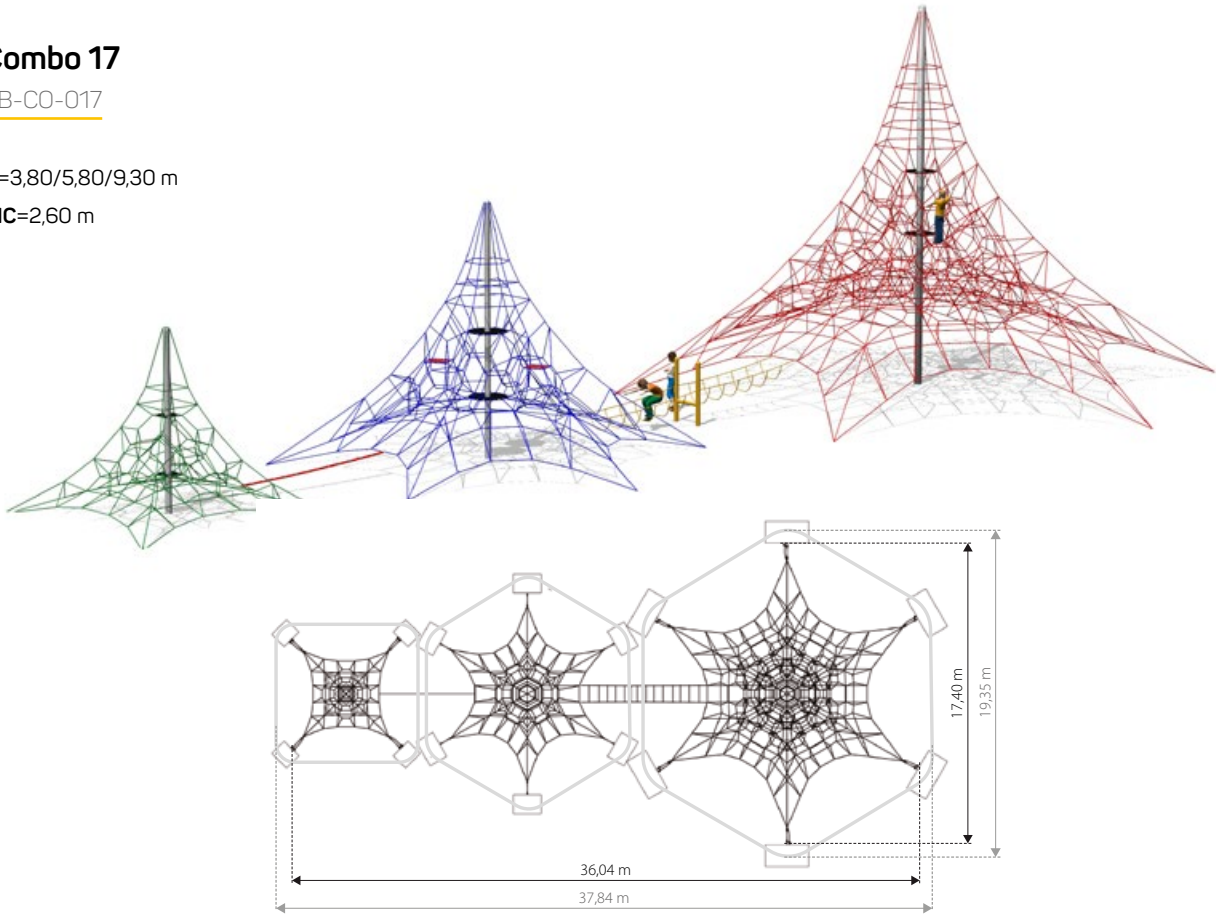 Combo 17
B-CO-017
=3,80/5,80/9,30 m
IC=2,60 m
17,40 m
19,35 m
36,04 m
37,84 m